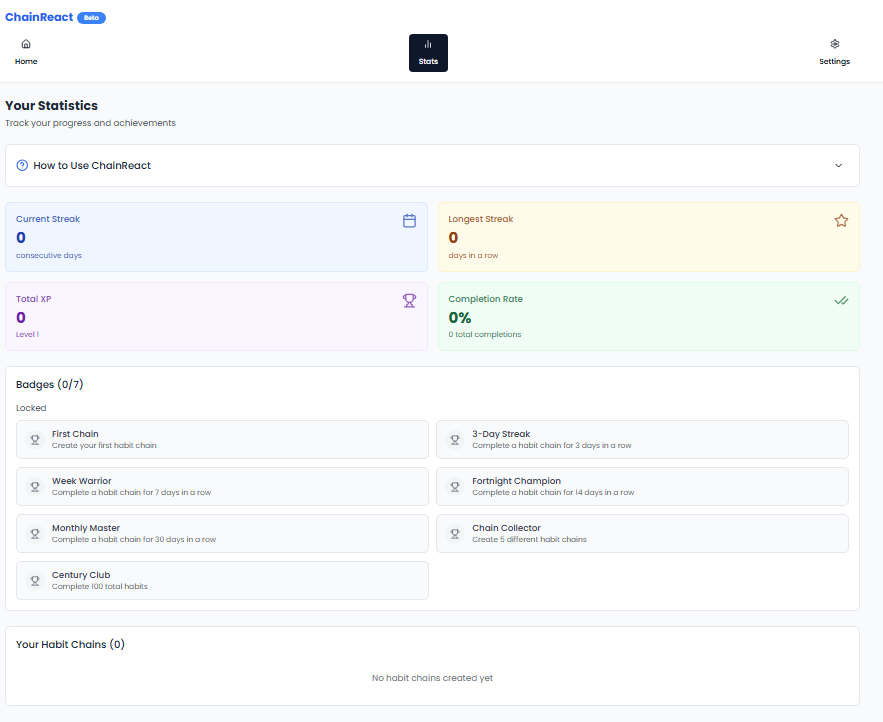 ChainReact Beta
Home
Stats
Settings
Your Statistics
Track your progress and achievements
How to Use ChainReact
Current Streak
0
consecutive days
Longest Streak
0
days in a row
Total XP
0
Level 1
Completion Rate
0%
0 total completions
Badges (0/7)
Locked
First Chain
Create your first habit chain
3-Day Streak
Complete a habit chain for 3 days in a row
Week Warrior
Complete a habit chain for 7 days in a row
Fortnight Champion
Complete a habit chain for 14 days in a row
Monthly Master
Complete a habit chain for 30 days in a row
Chain Collector
Create 5 different habit chains
Century Club
Complete 100 total habits
Your Habit Chains (0)
No habit chains created yet